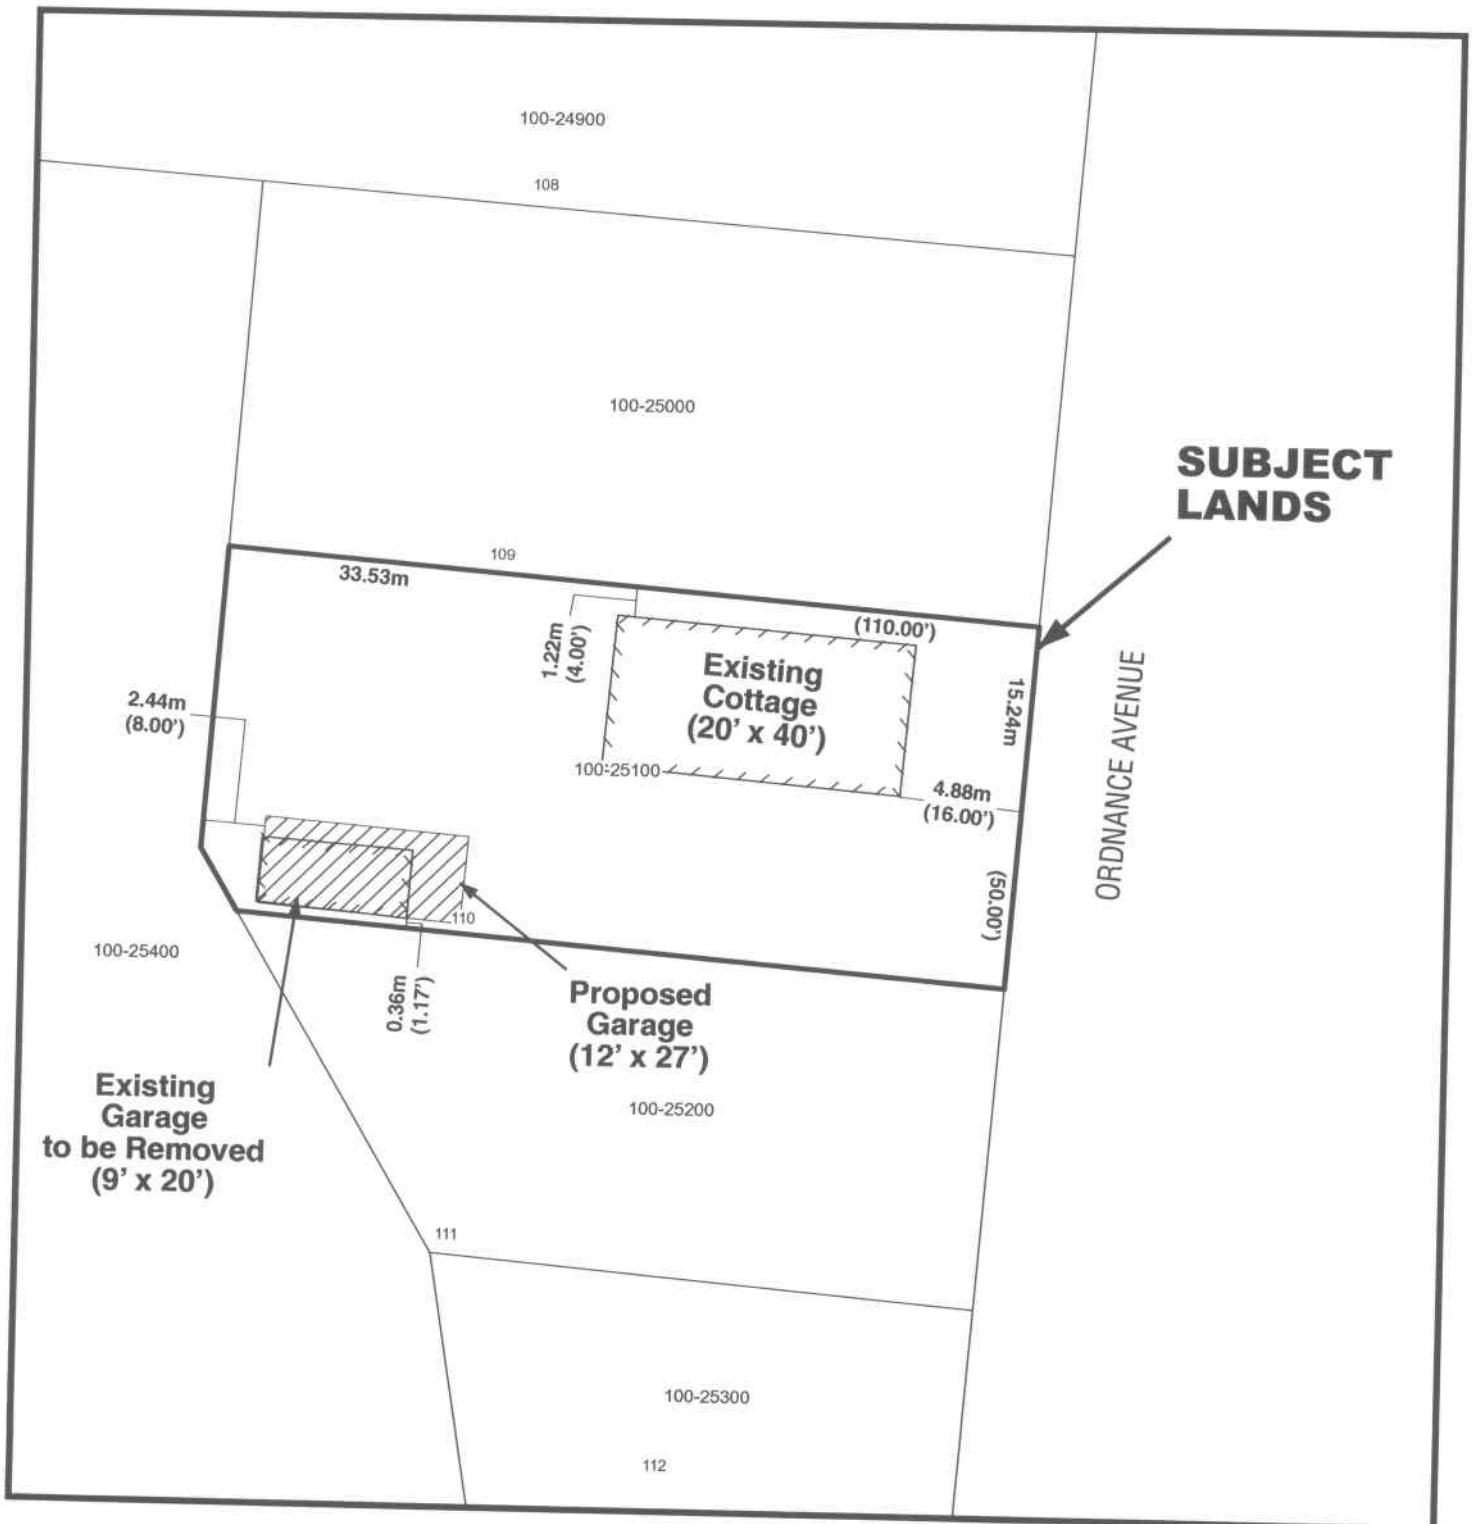 100-24900
108
100-25000
SUBJECT
LANDS
109
33.53m
(110.00')
1.22m
(4.00')
Existing
Cottage
(20' x 40')
15.24m
(50.00')
ORDNANCE AVENUE
2.44m
(8.00')
100-25100
4.88m
(16.00')
110
100-25400
0.36m
(1.17')
Proposed
Garage
(12' x 27')
Existing
Garage
to be Removed
(9' x 20')
100-25200
111
100-25300
112